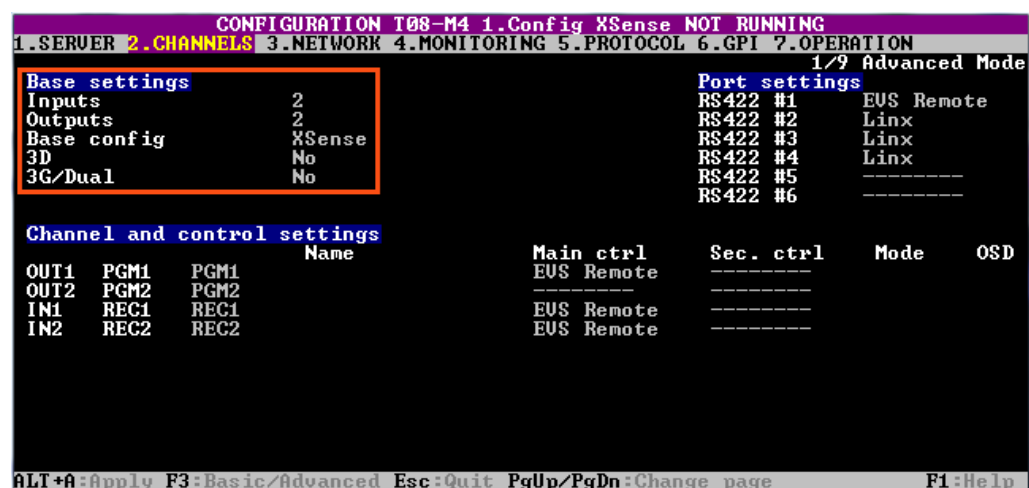 CONFIGURATION T08-M4 1.Config XSense NOT RUNNING
1.SERVER 2.CHANNELS 3.NETWORK 4.MONITORING 5.PROTOCOL 6.GPI 7.OPERATION
1/9 Advanced Mode
Base settings Port settings
Inputs 2 RS422 #1 EVS Remote
Outputs 2 RS422 #2 Linx
Base config XSense RS422 #3 Linx
3D No RS422 #4 Linx
3G/Dual No RS422 #5 --------
RS422 #6 --------
Channel and control settings
Name Main ctrl Sec. ctrl Mode OSD
OUT1 PGM1 PGM1 EVS Remote --------
OUT2 PGM2 PGM2 -------- --------
IN1 REC1 REC1 EVS Remote --------
IN2 REC2 REC2 EVS Remote --------
ALT+A:Apply F3:Basic/Advanced Esc:Quit PgUp/PgDn:Change page F1:Help